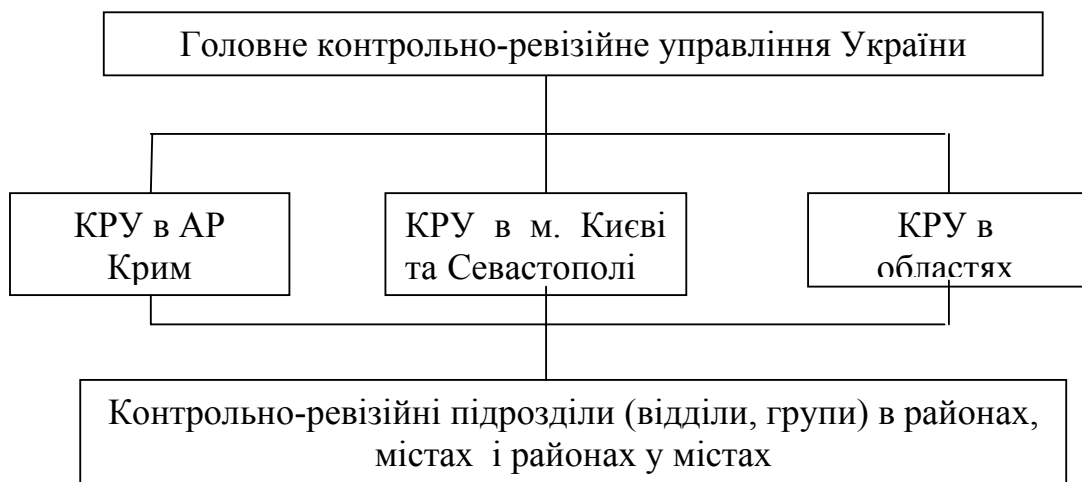 Головне контрольно-ревізійне управління України
КРУ в АР
Крим
КРУ в м. Києві
та Севастополі
КРУ в
областях
Контрольно-ревізійні підрозділи (відділи, групи) в районах,
містах і районах у містах